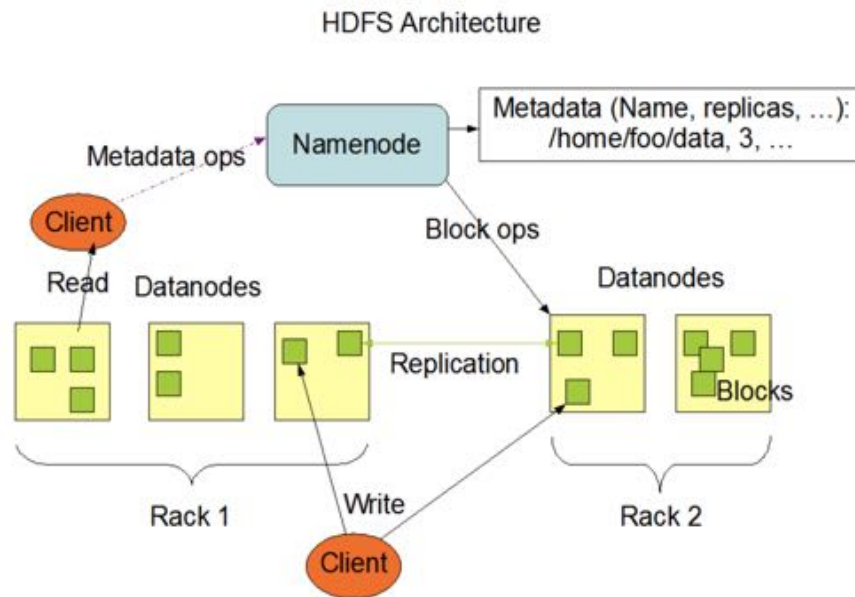 HDFS Architecture
Metadata (Name, replicas, …):
/home/foo/data, 3, …
Namenode
Metadata ops
Client
Block ops
Read
Datanodes
Datanodes
Replication
Blocks
Rack 1
Write
Rack 2
Client